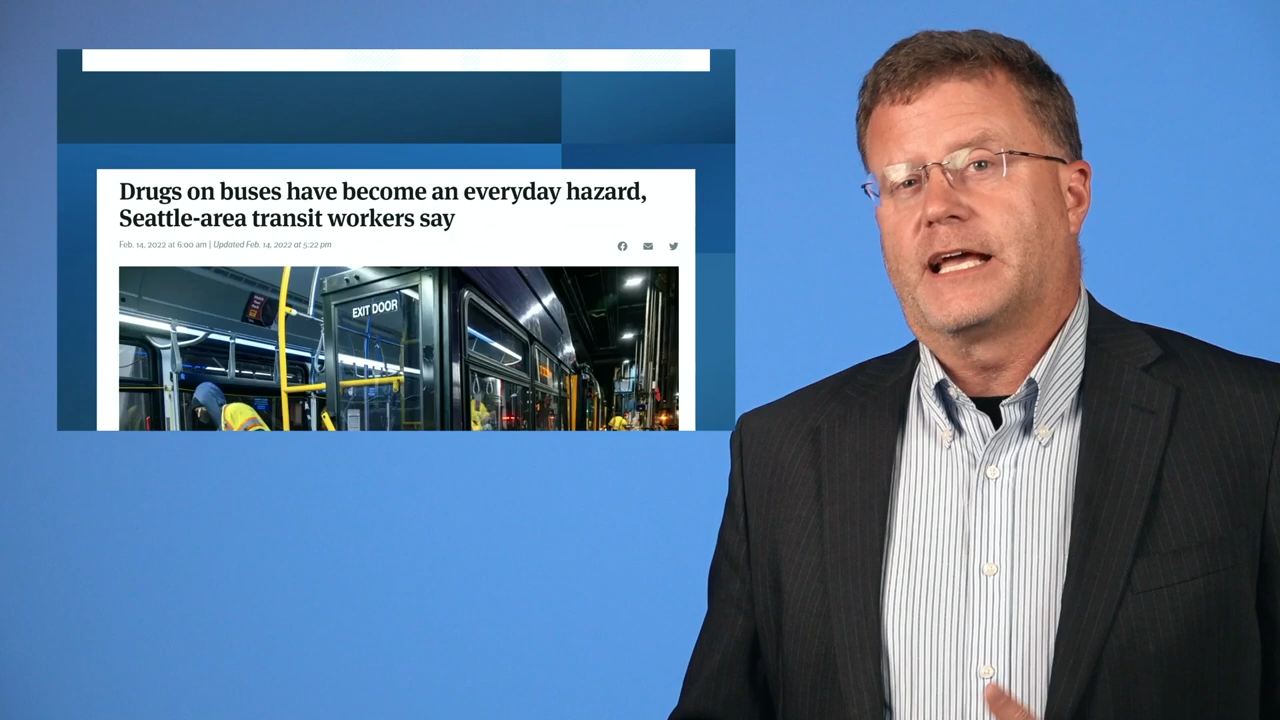 Drugs on buses have become an everyday hazard,
Seattle-area transit workers say
Feb. 14, 2022 at 6:00 am | Updated Feb. 14, 2022 at 5:22 pm
EXIT DOOR